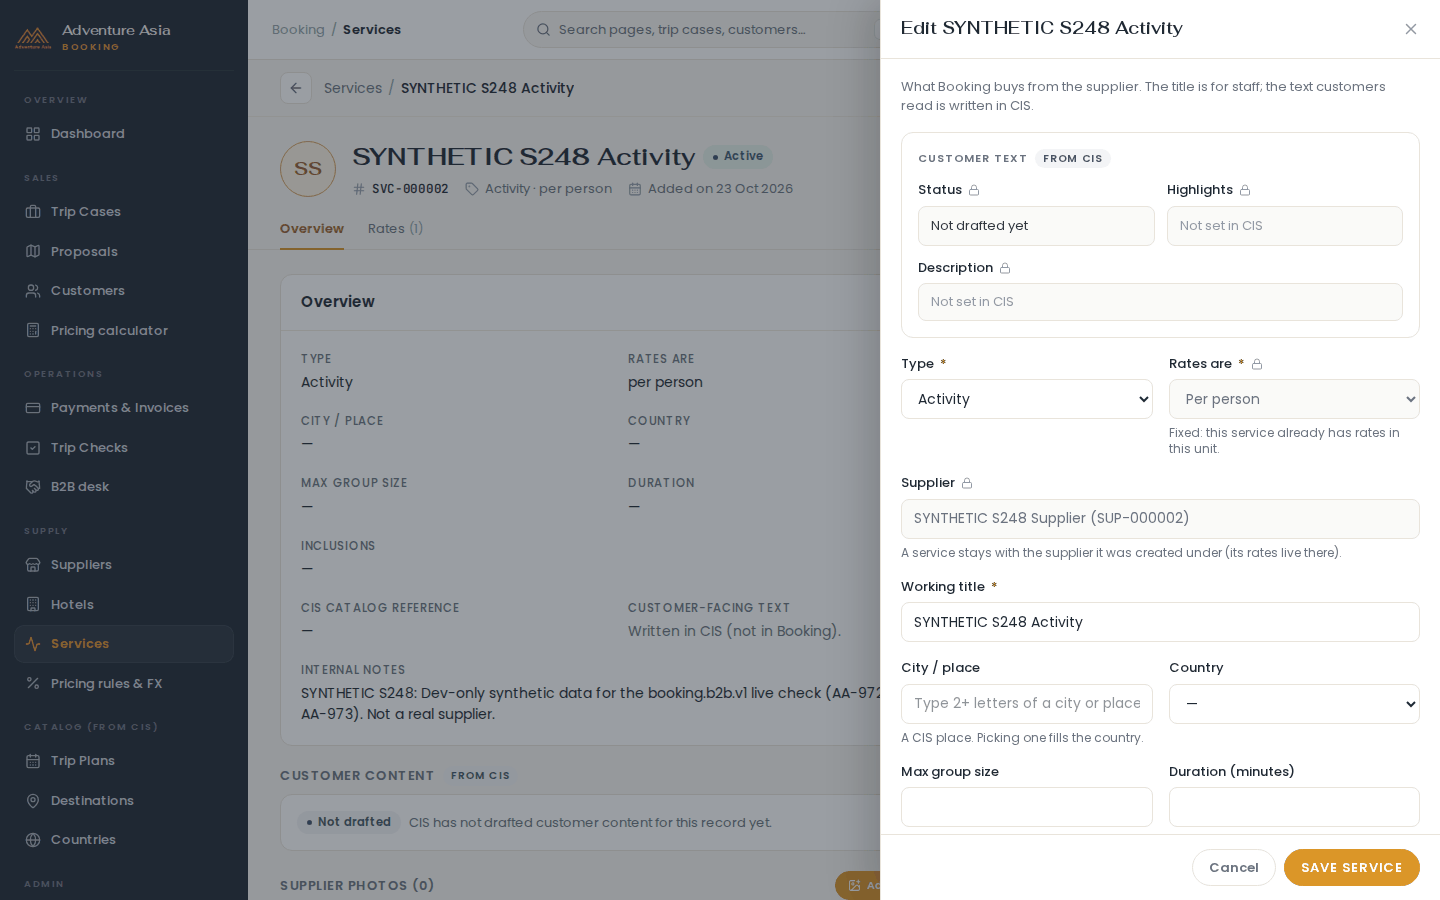 Adventure Asia
BOOKING
OVERVIEW
Dashboard
SALES
Trip Cases
Proposals
Customers
Pricing calculator
OPERATIONS
Payments & Invoices
Trip Checks
B2B desk
SUPPLY
Suppliers
Hotels
Services
Pricing rules & FX
CATALOG (FROM CIS)
Trip Plans
Destinations
Countries
ADMIN
Booking / Services
Search pages, trip cases, customers...
Services / SYNTHETIC S248 Activity
SS
SYNTHETIC S248 Activity
Active
SVC-000002
Activity · per person
Added on 23 Oct 2026
Overview
Rates (1)
Overview
TYPE
Activity
RATES ARE
per person
CITY / PLACE
—
COUNTRY
—
MAX GROUP SIZE
—
DURATION
—
INCLUSIONS
—
CIS CATALOG REFERENCE
—
CUSTOMER-FACING TEXT
Written in CIS (not in Booking).
INTERNAL NOTES
SYNTHETIC S248: Dev-only synthetic data for the booking.b2b.v1 live check (AA-972
AA-973). Not a real supplier.
CUSTOMER CONTENT FROM CIS
Not drafted
CIS has not drafted customer content for this record yet.
SUPPLIER PHOTOS (0)
Edit SYNTHETIC S248 Activity
What Booking buys from the supplier. The title is for staff; the text customers
read is written in CIS.
CUSTOMER TEXT FROM CIS
Status
Not drafted yet
Highlights
Not set in CIS
Description
Not set in CIS
Type *
Activity
Rates are *
Per person
Fixed: this service already has rates in
this unit.
Supplier
SYNTHETIC S248 Supplier (SUP-000002)
A service stays with the supplier it was created under (its rates live there).
Working title *
SYNTHETIC S248 Activity
City / place
Type 2+ letters of a city or place
A CIS place. Picking one fills the country.
Country
—
Max group size
Duration (minutes)
Cancel
SAVE SERVICE